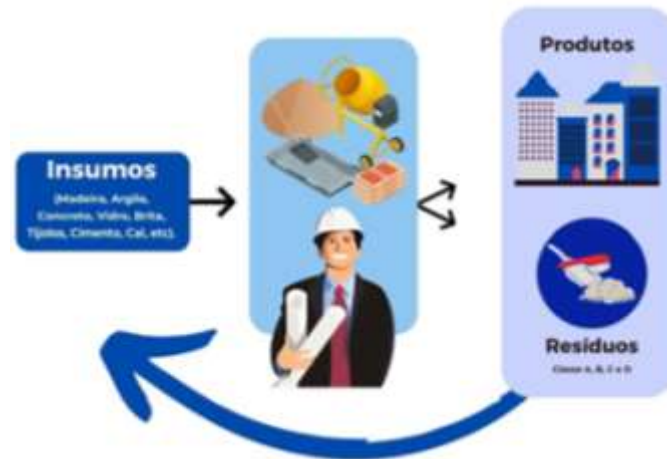 Insumos
(Madeira, Argila,
Concreto, Vidro, Brita,
Tijolos, Cimento, Cal, etc).
Produtos
Resíduos
Classe A, B, C e D